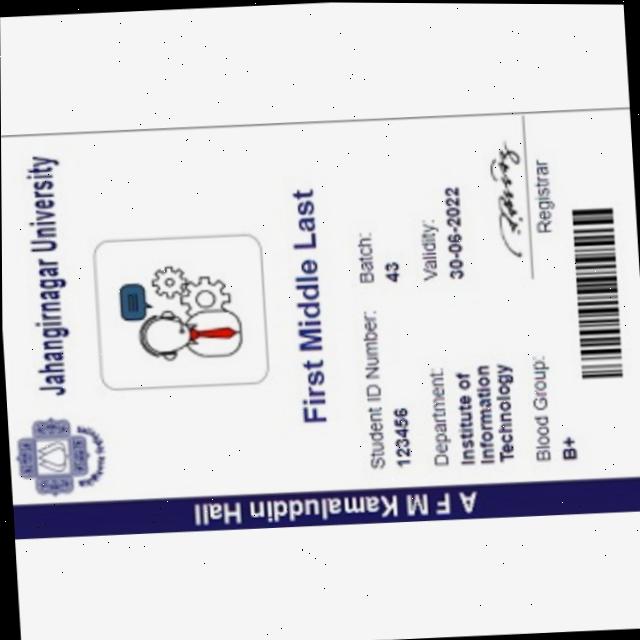 Jahangirnagar University
First Middle Last
Student ID Number:
123456
Batch:
43
Department:
Institute of
Information
Technology
Validity:
30-06-2022
Blood Group:
B+
Registrar
A F M Kamaluddin Hall